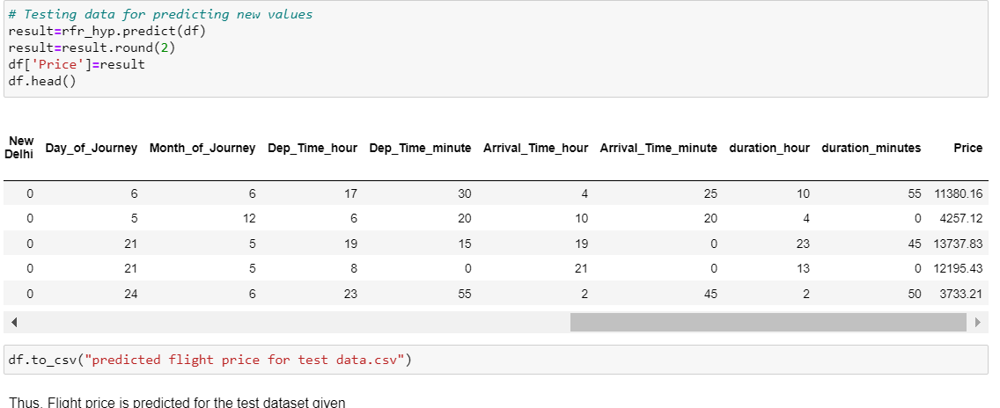 # Testing data for predicting new values
result=rfr_hyp.predict(df)
result=result.round(2)
df['Price']=result
df.head()
New Delhi Day_of_Journey Month_of_Journey Dep_Time_hour Dep_Time_minute Arrival_Time_hour Arrival_Time_minute duration_hour duration_minutes Price
0 6 6 17 30 4 25 10 55 11380.16
0 5 12 6 20 10 20 4 0 4257.12
0 21 5 19 15 19 0 23 45 13737.83
0 21 5 8 0 21 0 13 0 12195.43
0 24 6 23 55 2 45 2 50 3733.21
df.to_csv("predicted flight price for test data.csv")
Thus, Flight price is predicted for the test dataset given